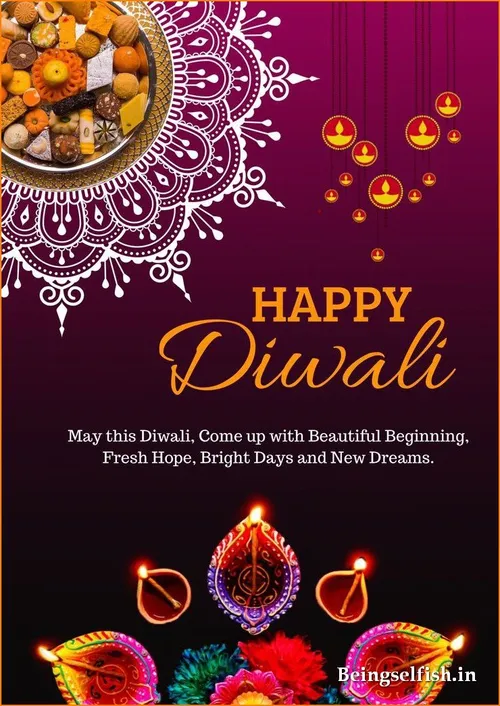 HAPPY
Diwali
May this Diwali, Come up with Beautiful Beginning,
Fresh Hope, Bright Days and New Dreams.
Beingselfish.in